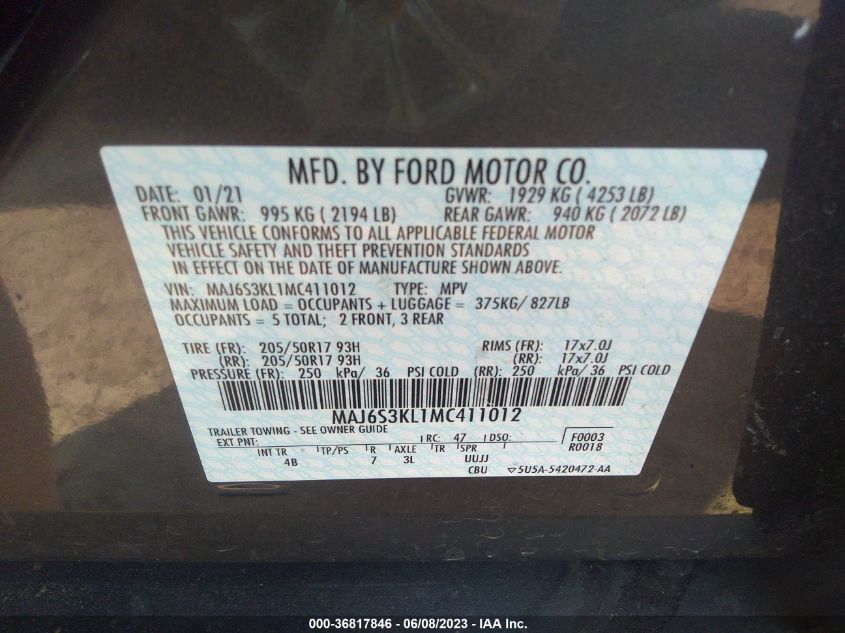 MFD. BY FORD MOTOR CO.
DATE: 01/21 GVWR: 1929 KG ( 4253 LB)
FRONT GAWR: 995 KG ( 2194 LB) REAR GAWR: 940 KG ( 2072 LB)
THIS VEHICLE CONFORMS TO ALL APPLICABLE FEDERAL MOTOR
VEHICLE SAFETY AND THEFT PREVENTION STANDARDS
IN EFFECT ON THE DATE OF MANUFACTURE SHOWN ABOVE.
VIN: MAJ6S3KL1MC411012 TYPE: MPV
MAXIMUM LOAD = OCCUPANTS + LUGGAGE = 375KG/ 827LB
OCCUPANTS = 5 TOTAL; 2 FRONT, 3 REAR
TIRE (FR): 205/50R17 93H RIMS (FR): 17x7.0J
(RR): 205/50R17 93H (RR): 17x7.0J
PRESSURE (FR): 250 kPa/ 36 PSI COLD (RR): 250 kPa/ 36 PSI COLD
MAJ6S3KL1MC411012
TRAILER TOWING - SEE OWNER GUIDE
EXT PNT: RC: 47 DSO: F0003
R0018
INT TR TP/PS R AXLE TR SPR
4B 7 3L UUJJ
CBU 5U5A-5420472-AA
000-36817846 - 06/08/2023 - IAA Inc.